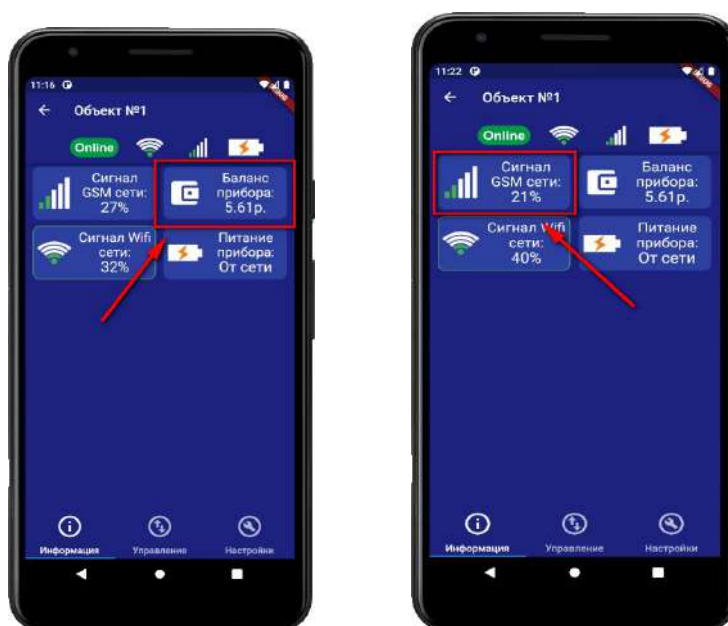 11:16
Объект №1
Online
Сигнал
GSM сети:
27%
Баланс
прибора:
5.61р.
Сигнал Wifi
сети:
32%
Питание
прибора:
От сети
Информация
Управление
Настройки
11:22
Объект №1
Online
Сигнал
GSM сети:
21%
Баланс
прибора:
5.61р.
Сигнал Wifi
сети:
40%
Питание
прибора:
От сети
Информация
Управление
Настройки